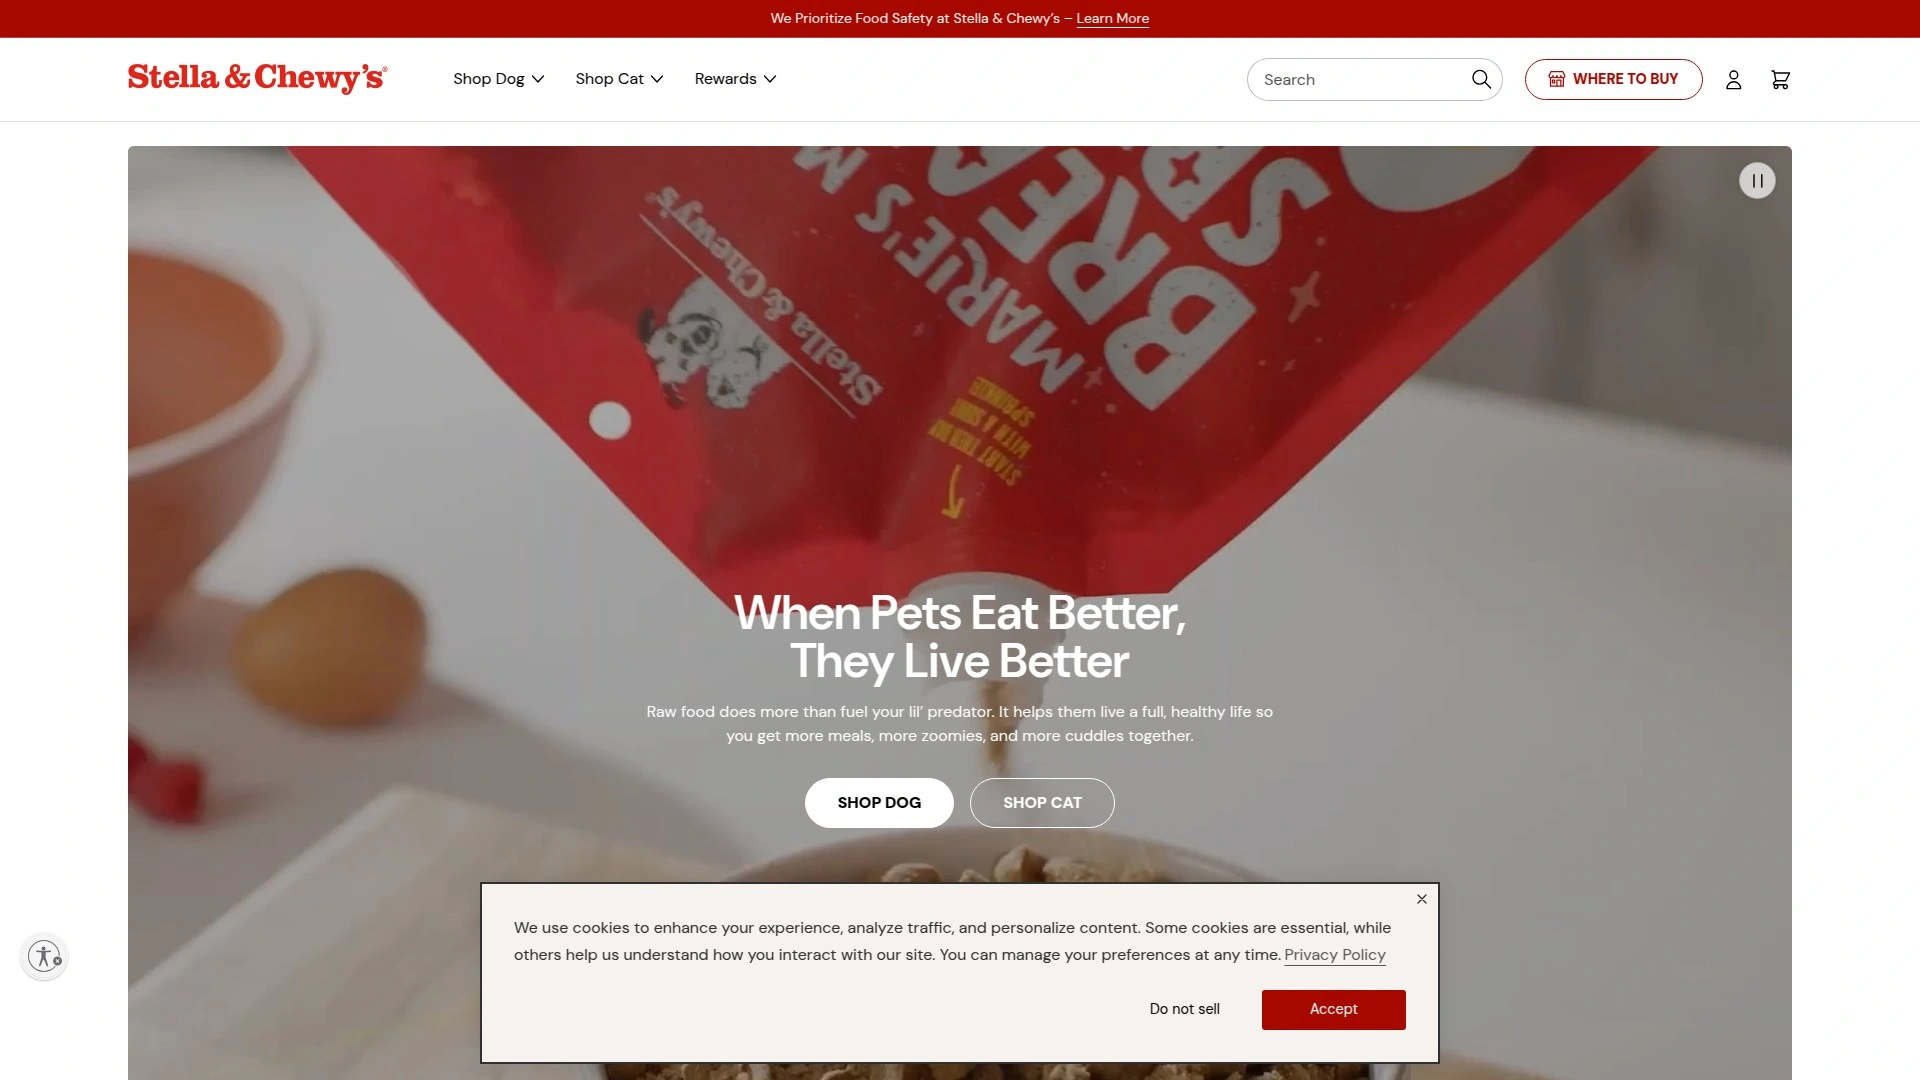 We Prioritize Food Safety at Stella & Chewy's – Learn More
Stella & Chewy's®
Shop Dog
Shop Cat
Rewards
Search
WHERE TO BUY
Stella & Chewy's
MARIE'S M
BREA
BR
S
START THEIR DAY
WITH A SUNNY
SPRINKLE
When Pets Eat Better,
They Live Better
Raw food does more than fuel your lil' predator. It helps them live a full, healthy life so
you get more meals, more zoomies, and more cuddles together.
SHOP DOG
SHOP CAT
We use cookies to enhance your experience, analyze traffic, and personalize content. Some cookies are essential, while
others help us understand how you interact with our site. You can manage your preferences at any time. Privacy Policy
Do not sell
Accept